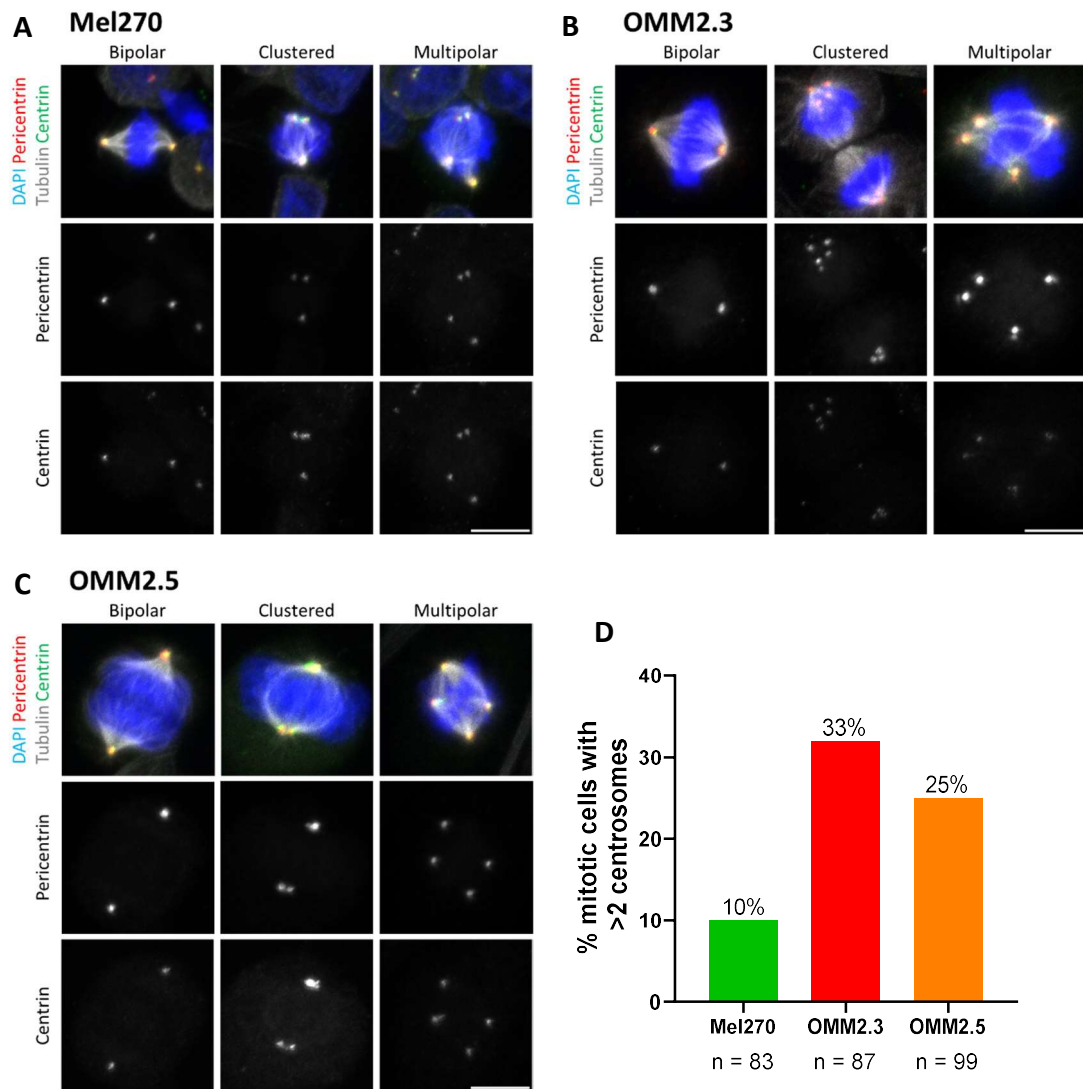 A Mel270
Bipolar Clustered Multipolar
DAPI Pericentrin
Tubulin Centrin
Pericentrin
Centrin
B OMM2.3
Bipolar Clustered Multipolar
DAPI Pericentrin
Tubulin Centrin
Pericentrin
Centrin
C OMM2.5
Bipolar Clustered Multipolar
DAPI Pericentrin
Tubulin Centrin
Pericentrin
Centrin
D
% mitotic cells with
>2 centrosomes
40
30
20
10
0
10%
33%
25%
Mel270 OMM2.3 OMM2.5
n = 83 n = 87 n = 99